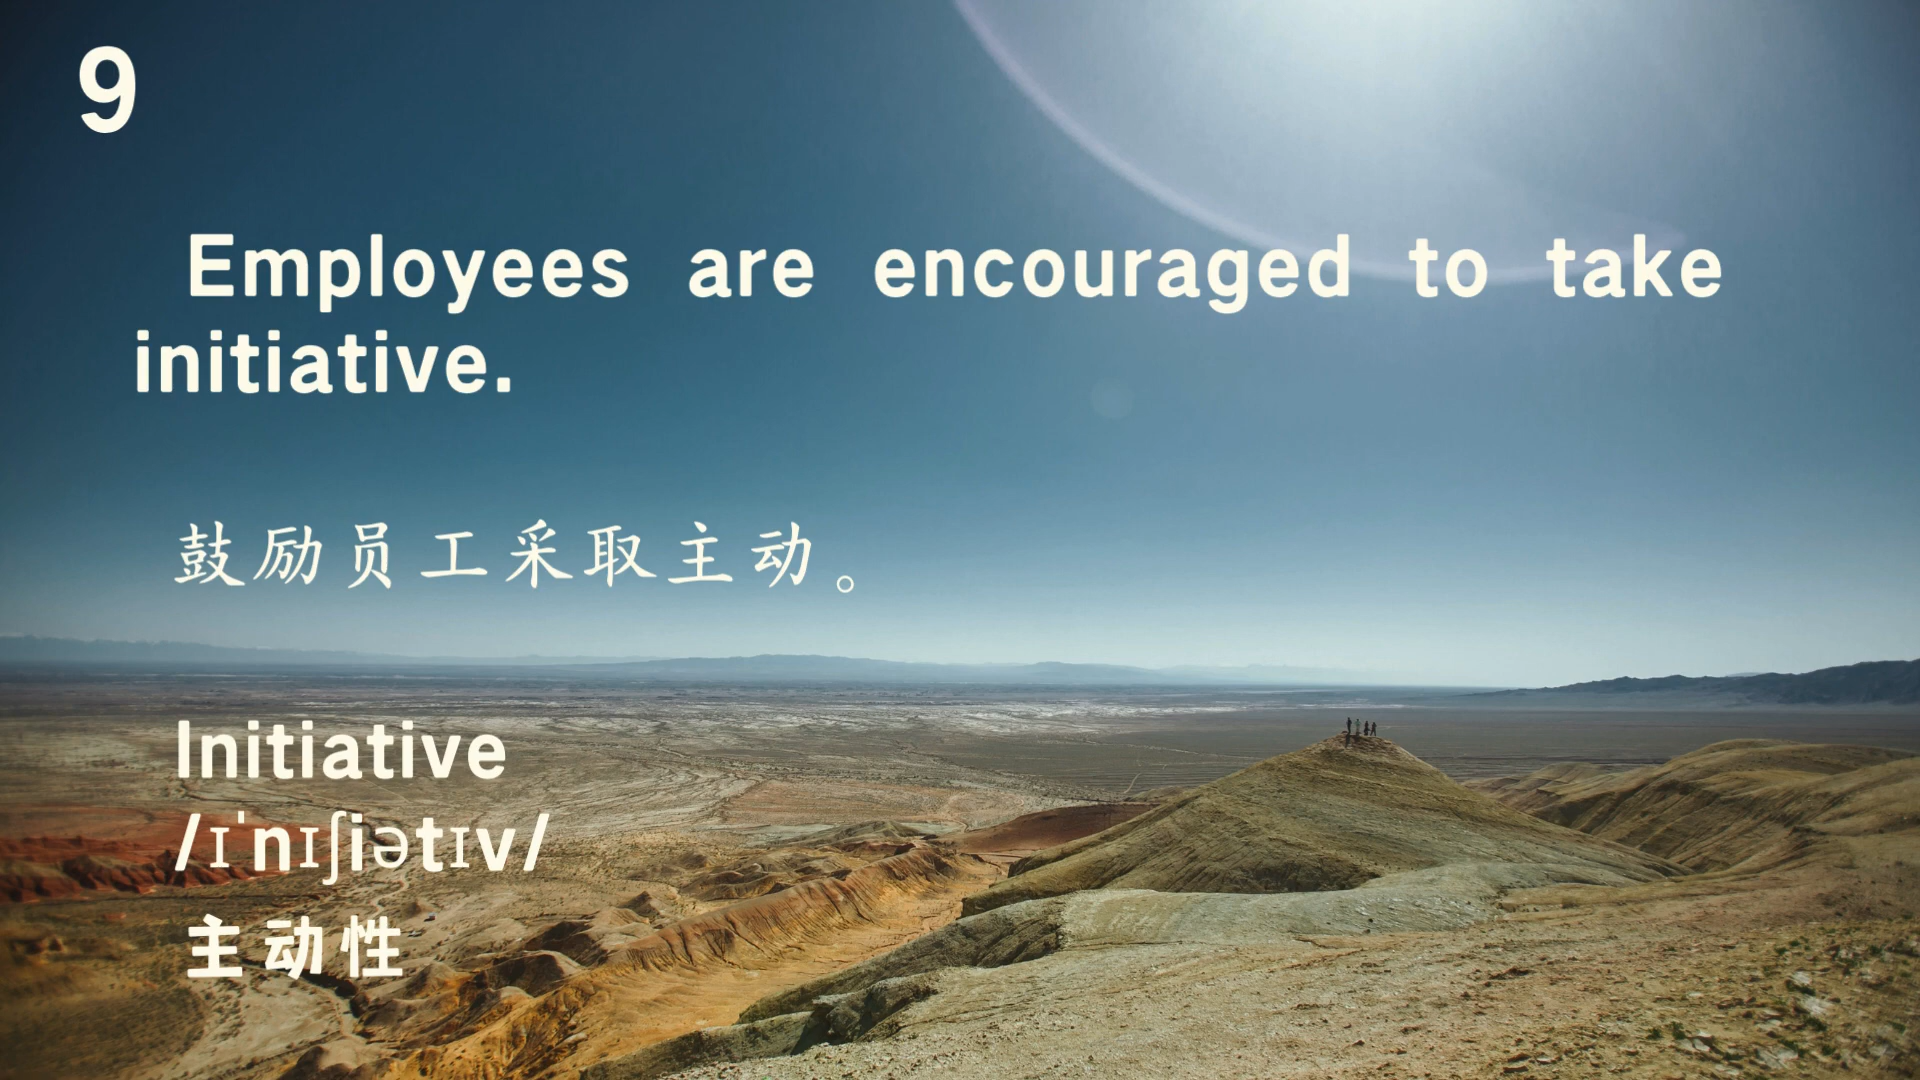 9
Employees are encouraged to take
initiative.
鼓励员工采取主动。
Initiative
/ɪˈnɪʃiətɪv/
主动性